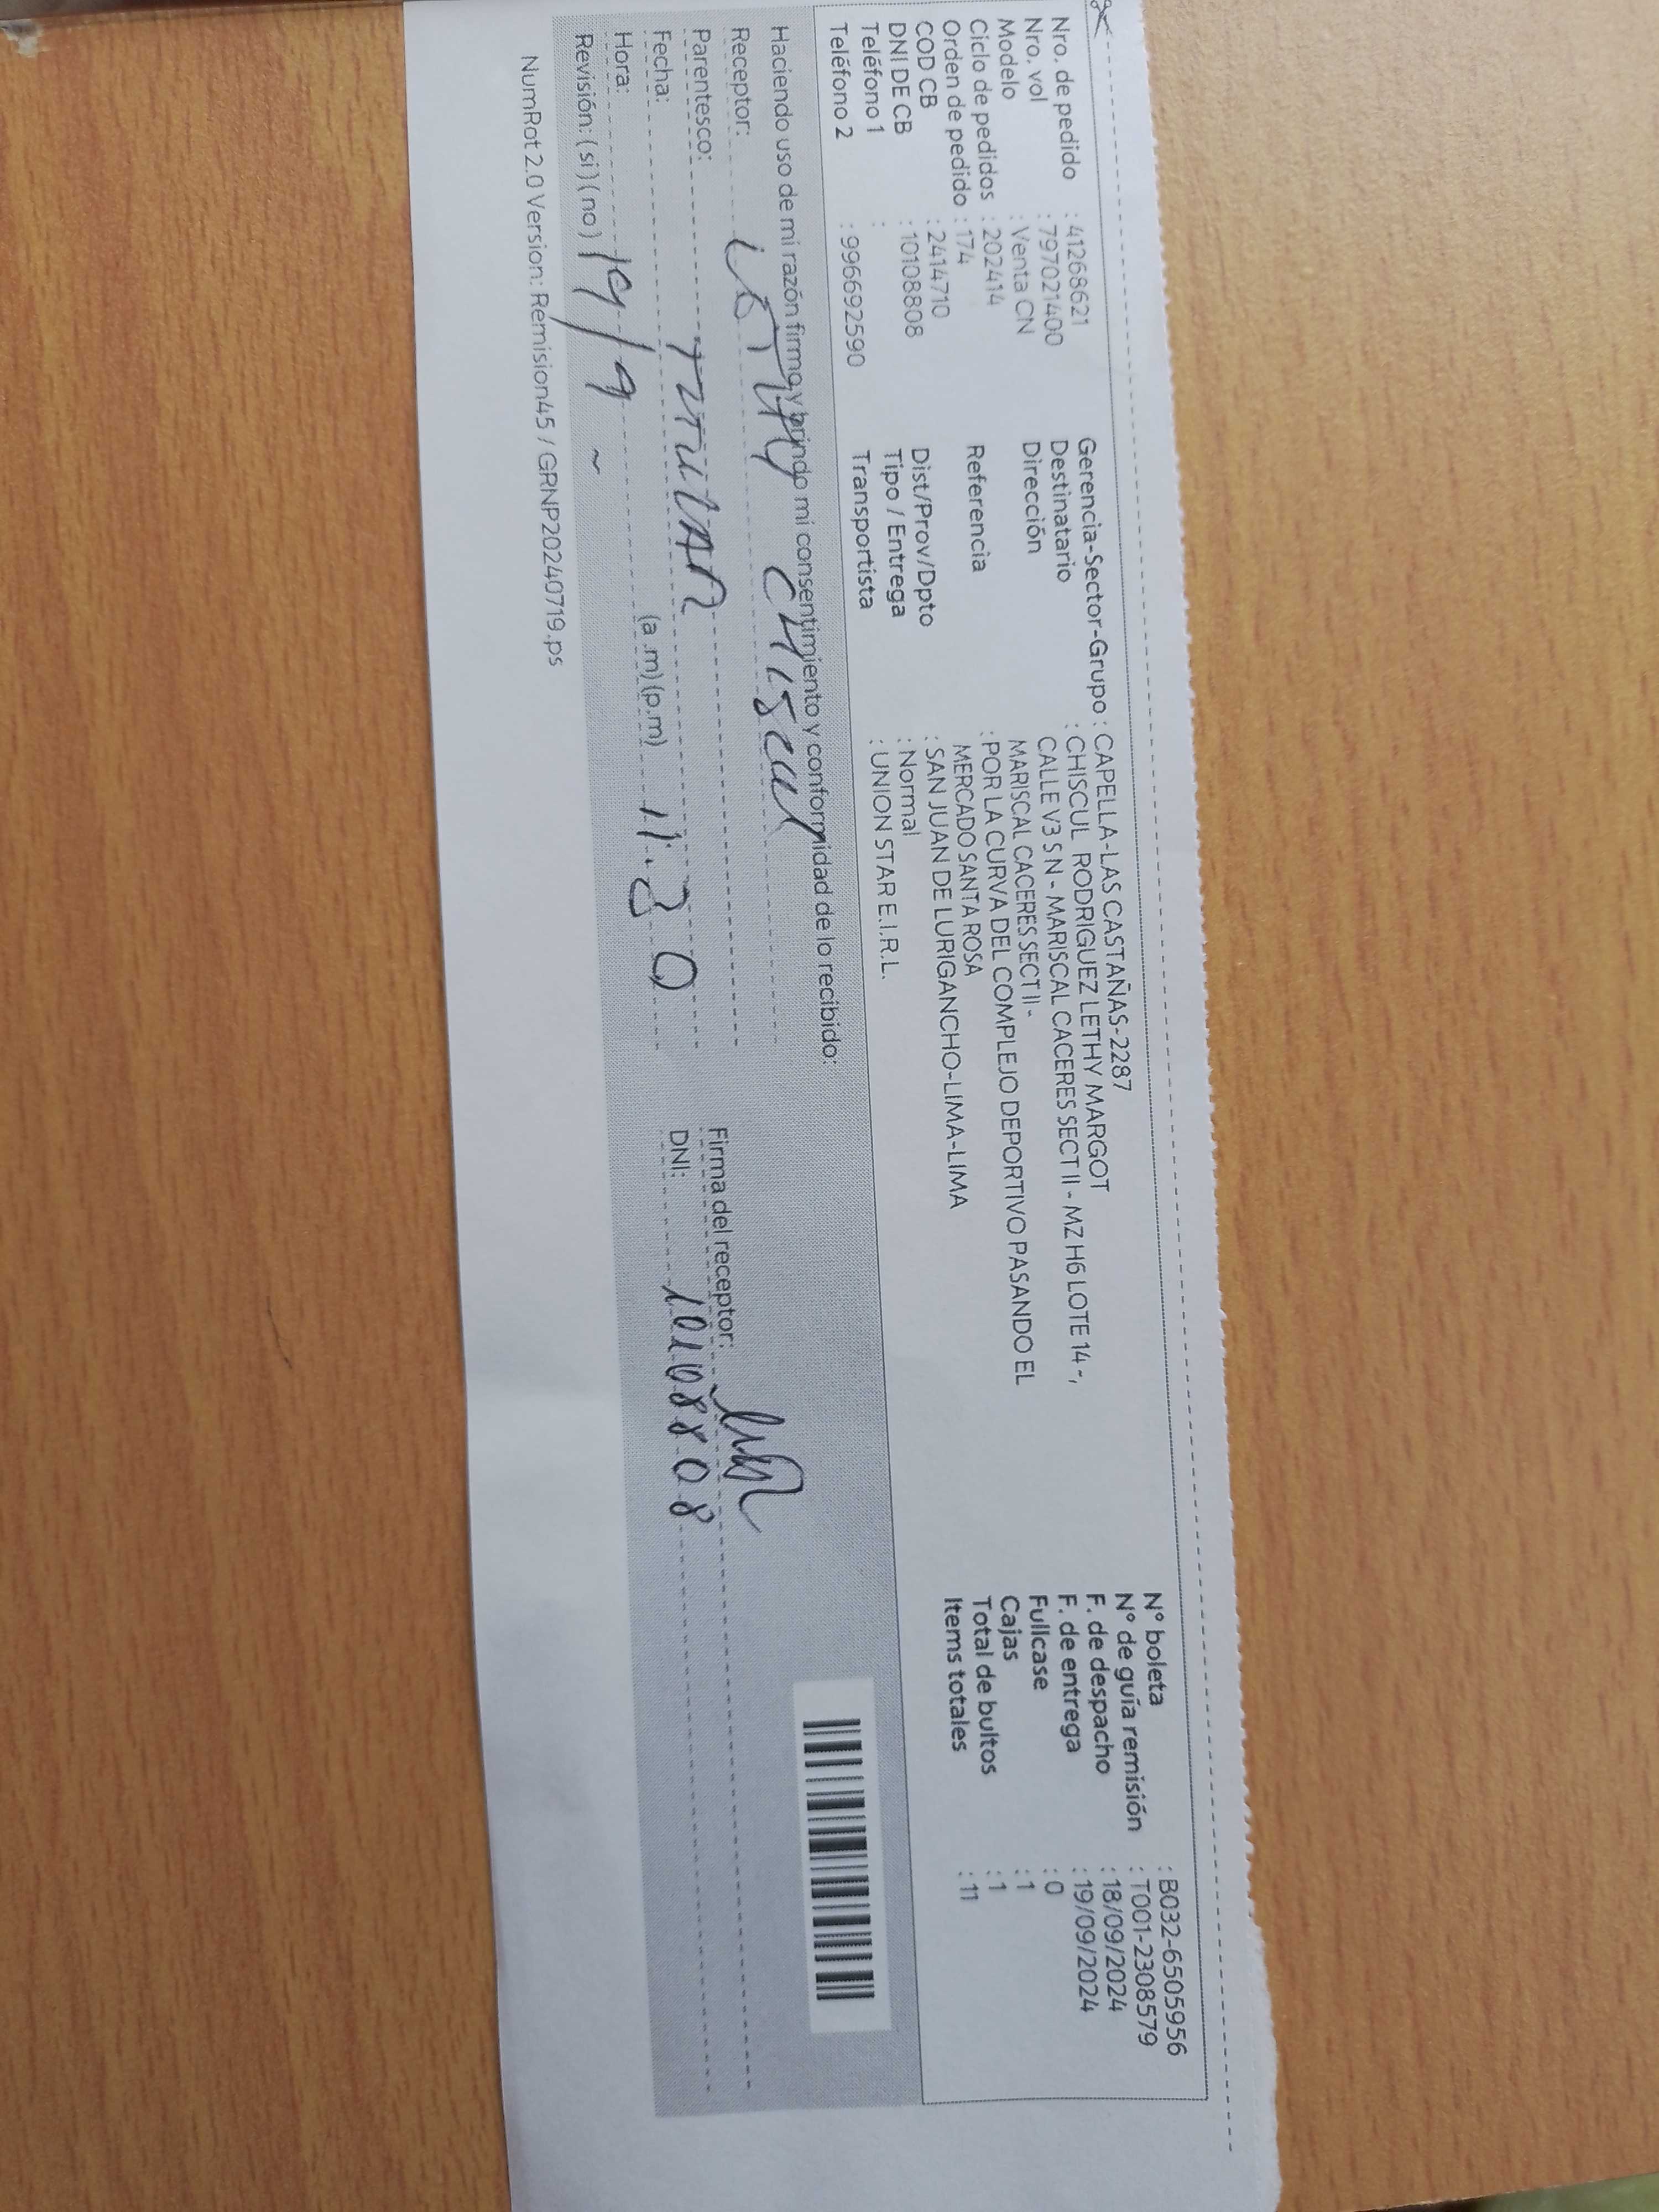 Nro. de pedido : 41268621
Nro. vol : 797021400
Modelo : Venta CN
Ciclo de pedidos : 202414
Orden de pedido : 174
COD CB : 2414710
DNI DE CB : 10108808
Teléfono 1 :
Teléfono 2 : 996692590
Gerencia-Sector-Grupo : CAPELLA-LAS CASTAÑAS-2287
Destinatario : CHISCUL RODRIGUEZ LETHY MARGOT
Dirección CALLE V3 S N - MARISCAL CACERES SECT II - MZ H6 LOTE 14 -,
MARISCAL CACERES SECT II -
Referencia : POR LA CURVA DEL COMPLEJO DEPORTIVO PASANDO EL
MERCADO SANTA ROSA
Dist/Prov/Dpto : SAN JUAN DE LURIGANCHO-LIMA-LIMA
Tipo / Entrega : Normal
Transportista : UNION STAR E.I.R.L.
N° boleta : B032-6505956
N° de guía remisión : T001-2308579
F. de despacho : 18/09/2024
F. de entrega : 19/09/2024
Fullcase : 0
Cajas : 1
Total de bultos : 1
Items totales : 11
Haciendo uso de mi razón firmo y brindo mi consentimiento y conformidad de lo recibido:
Receptor: Chiscul
Parentesco: TITULAR
Fecha:
Hora: (a.m) (p.m) 11:30
Revisión: (si) (no) 19/9
Firma del receptor:
DNI: 10108808
NumRot 2.0 Version: Remision45 / GRNP20240719.ps